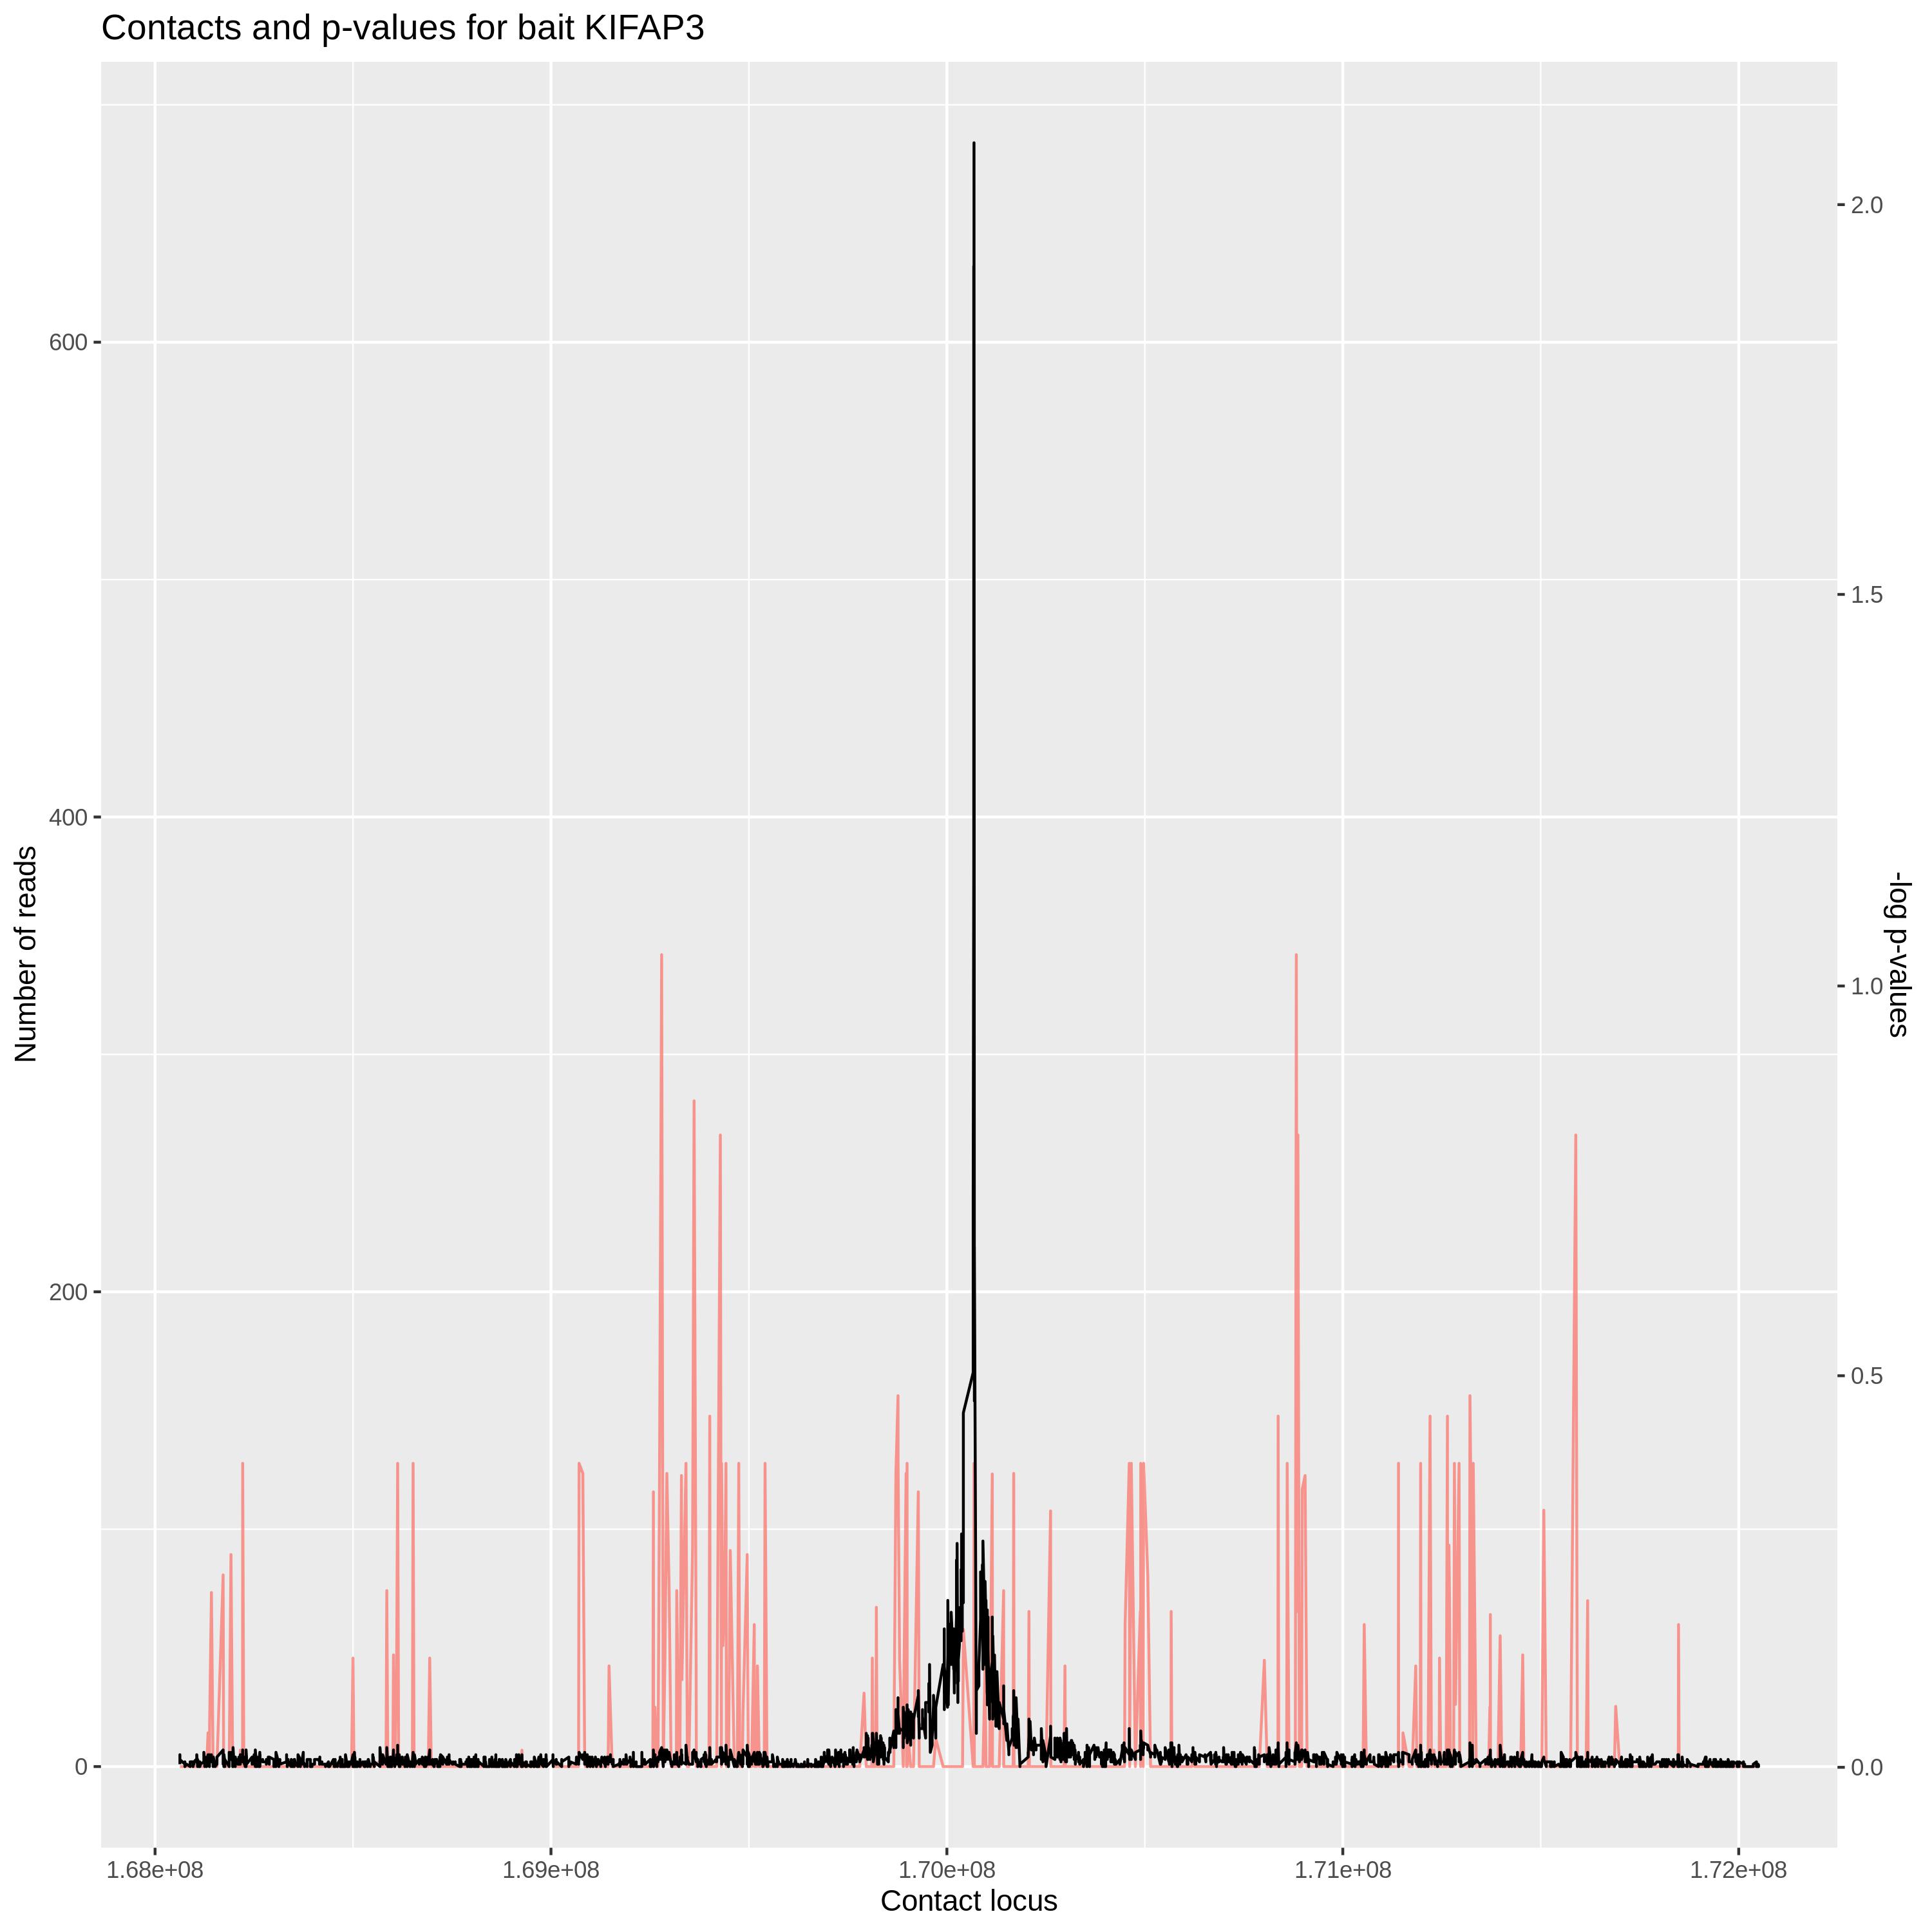 Contacts and p-values for bait KIFAP3
Number of reads
600
400
200
0
2.0
1.5
1.0
0.5
0.0
-log p-values
1.68e+08
1.69e+08
1.70e+08
1.71e+08
1.72e+08
Contact locus